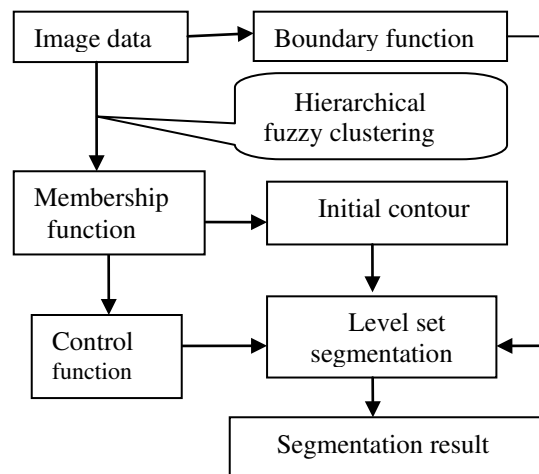 Image data
Boundary function
Hierarchical
fuzzy clustering
Membership
function
Initial contour
Control
function
Level set
segmentation
Segmentation result